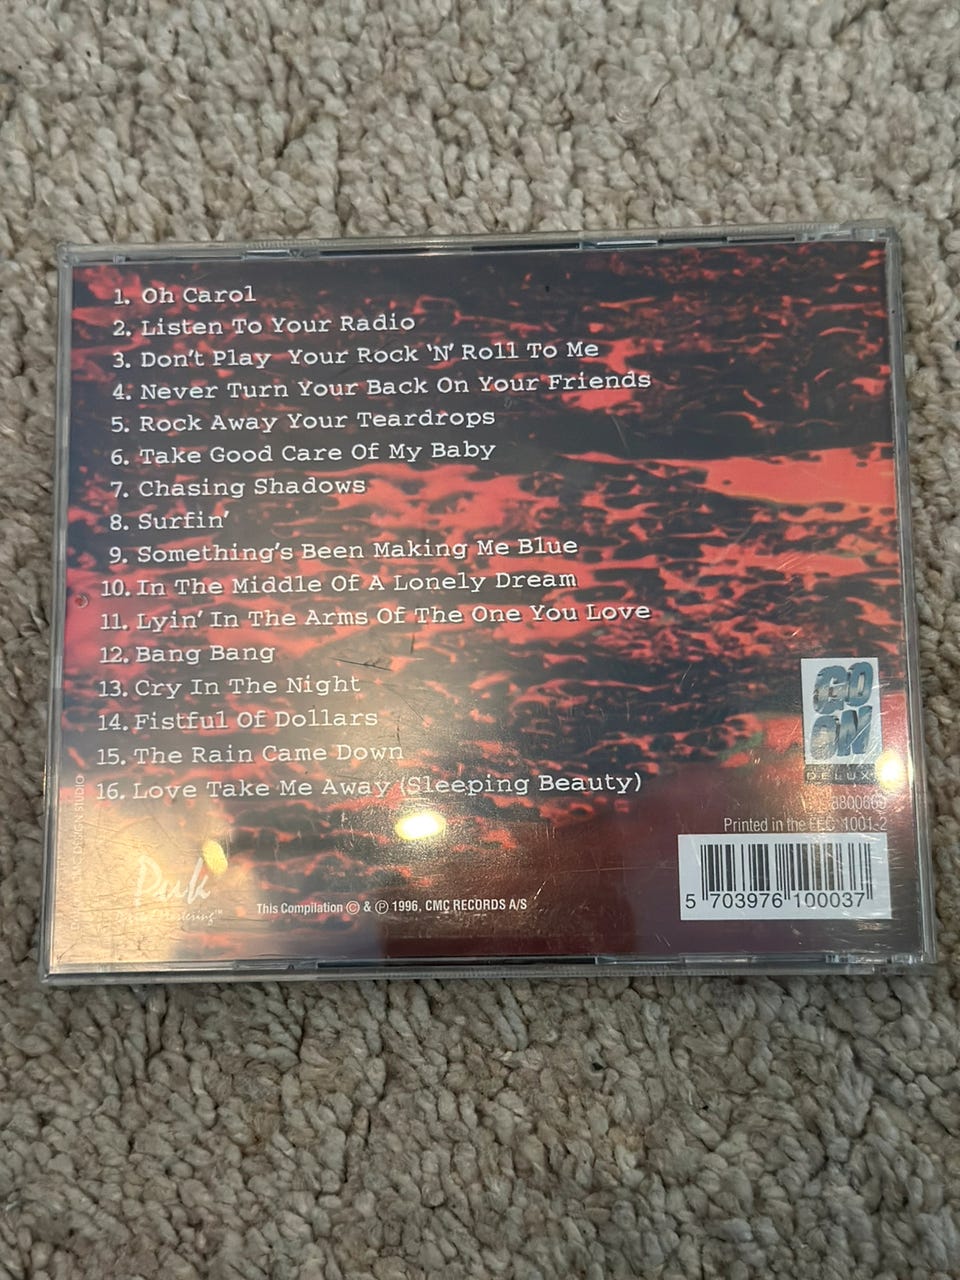 1. Oh Carol
2. Listen To Your Radio
3. Don't Play Your Rock 'N' Roll To Me
4. Never Turn Your Back On Your Friends
5. Rock Away Your Teardrops
6. Take Good Care Of My Baby
7. Chasing Shadows
8. Surfin'
9. Something's Been Making Me Blue
10. In The Middle Of A Lonely Dream
11. Lyin' In The Arms Of The One You Love
12. Bang Bang
13. Cry In The Night
14. Fistful Of Dollars
15. The Rain Came Down
16. Love Take Me Away (Sleeping Beauty)
GO
ON
DELUXE
Printed in the EEC 1001-2
5 703976 100037
Puk
Mastering™
This Compilation © & ℗ 1996, CMC RECORDS A/S
DESIGN STUDIO